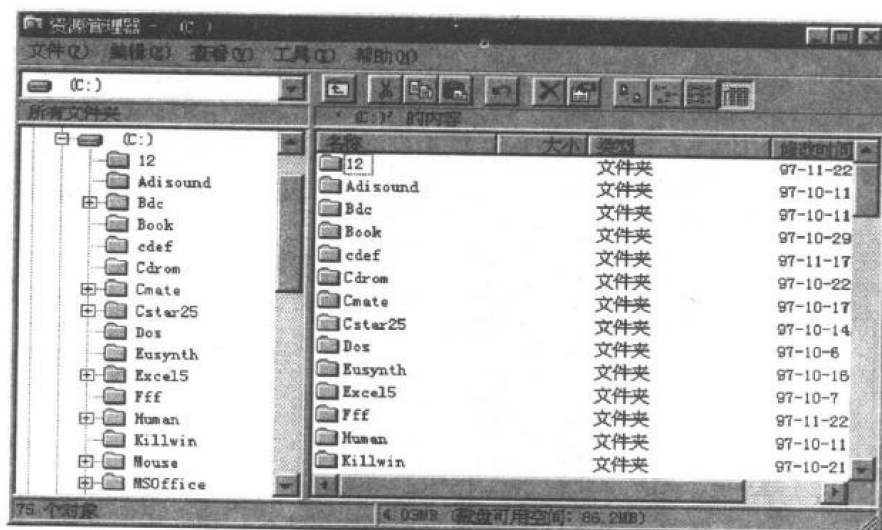 资源管理器 - (C:)
文件(F) 编辑(E) 查看(V) 工具(T) 帮助(H)
(C:)
所有文件夹
'(C:)' 的内容
(C:)
12
Adisound
Bdc
Book
cdef
Cdrom
Cmate
Cstar25
Dos
Eusynth
Excel5
Fff
Human
Killwin
Mouse
MSOffice
名称 大小 类型 修改时间
12 文件夹 97-11-22
Adisound 文件夹 97-10-11
Bdc 文件夹 97-10-11
Book 文件夹 97-10-29
cdef 文件夹 97-11-17
Cdrom 文件夹 97-10-22
Cmate 文件夹 97-10-17
Cstar25 文件夹 97-10-14
Dos 文件夹 97-10-6
Eusynth 文件夹 97-10-16
Excel5 文件夹 97-10-7
Fff 文件夹 97-11-22
Human 文件夹 97-10-11
Killwin 文件夹 97-10-21
75 个对象
4.03MB (磁盘可用空间: 86.2MB)